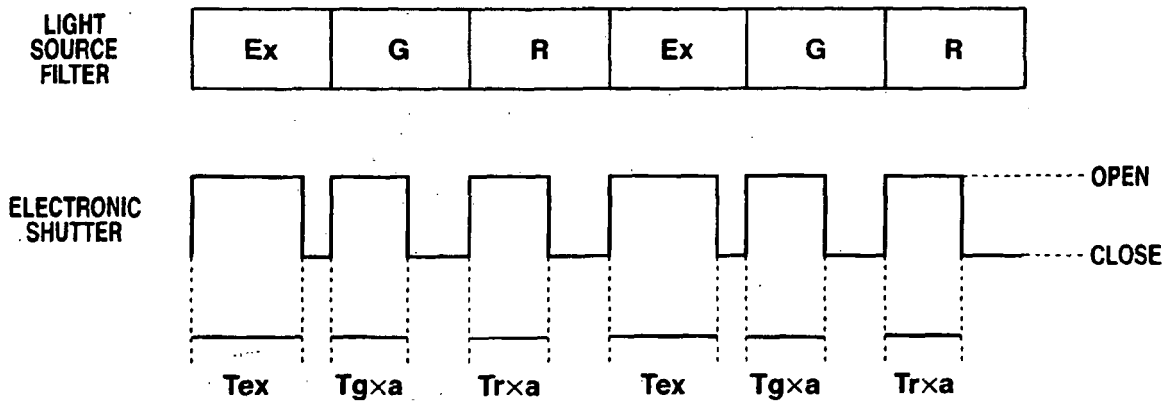 LIGHT
SOURCE
FILTER
Ex G R Ex G R
ELECTRONIC
SHUTTER
OPEN
CLOSE
Tex Tg×a Tr×a Tex Tg×a Tr×a